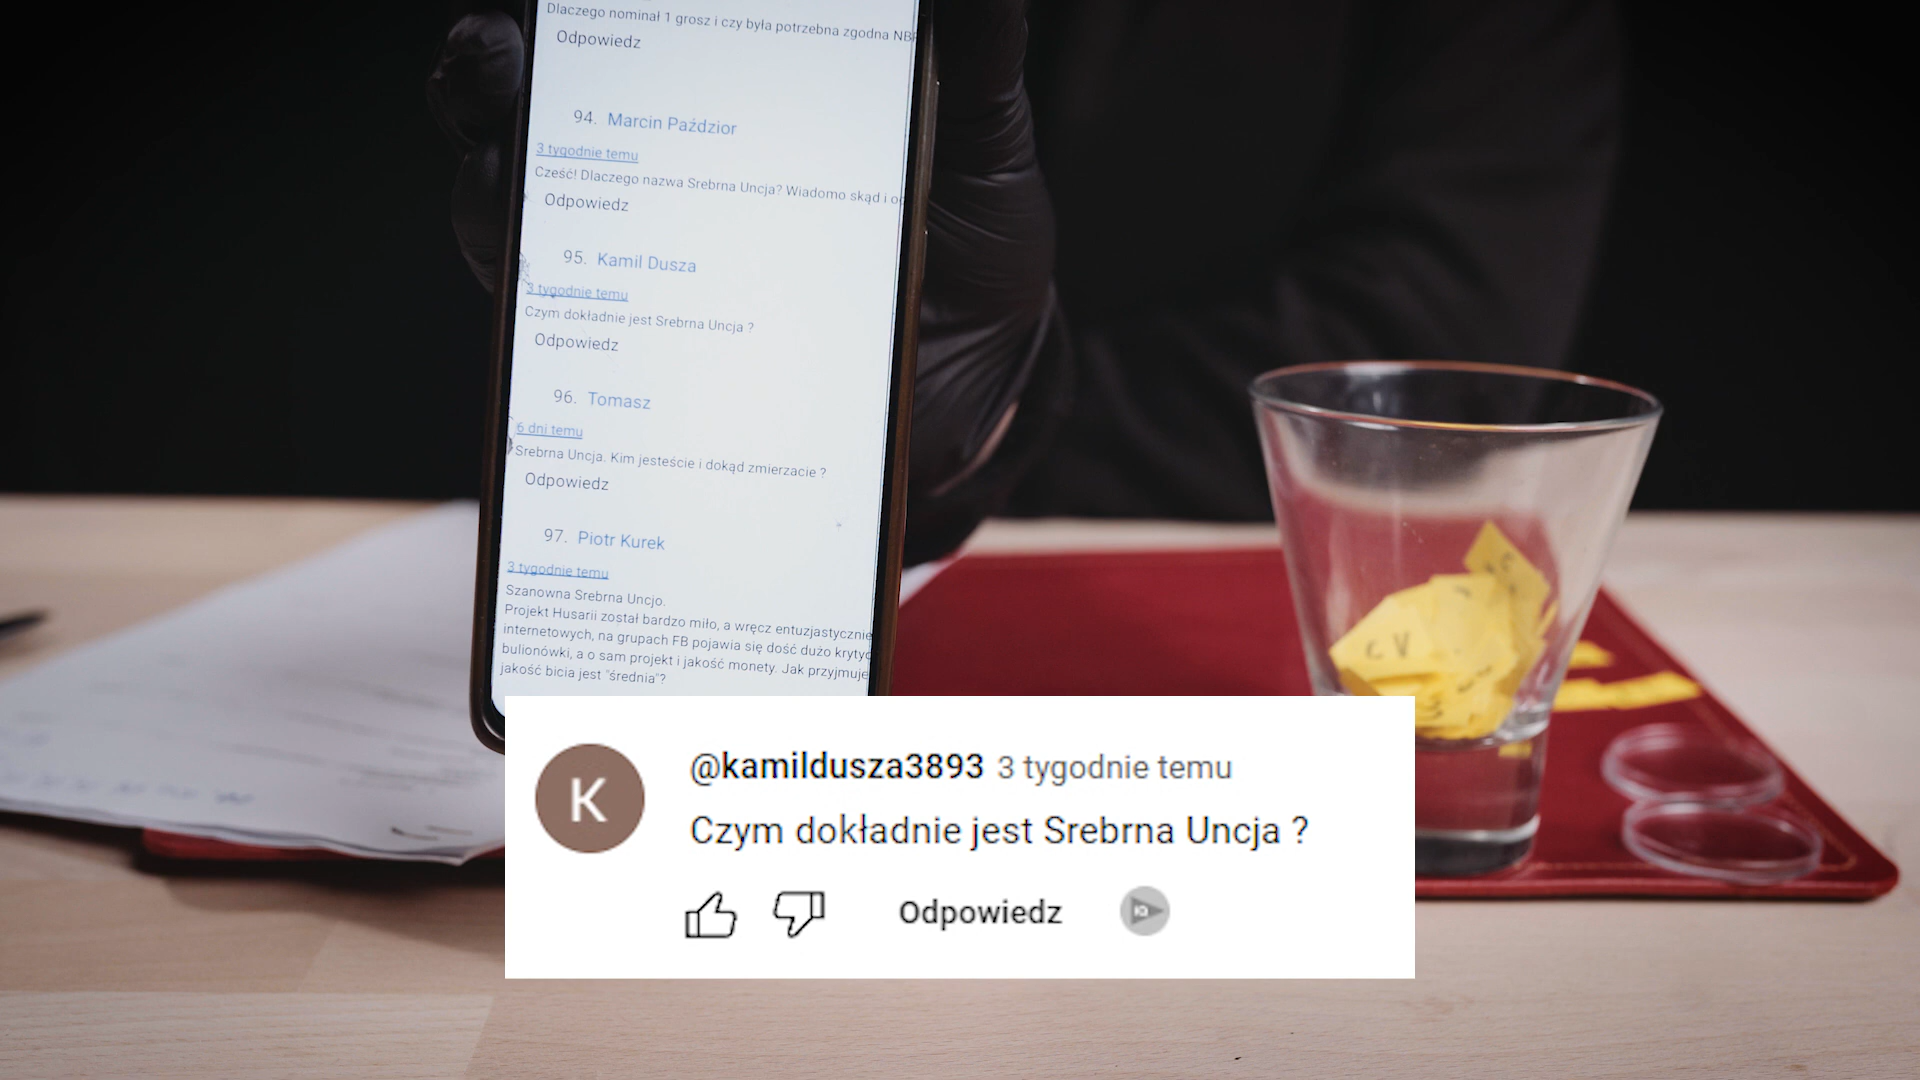 Dlaczego nominał 1 grosz i czy była potrzebna zgodna NBP
Odpowiedz
94. Marcin Paździor
3 tygodnie temu
Cześć! Dlaczego nazwa Srebrna Uncja? Wiadomo skąd i
Odpowiedz
95. Kamil Dusza
3 tygodnie temu
Czym dokładnie jest Srebrna Uncja ?
Odpowiedz
96. Tomasz
6 dni temu
Srebrna Uncja. Kim jesteście i dokąd zmierzacie ?
Odpowiedz
97. Piotr Kurek
3 tygodnie temu
Szanowna Srebrna Uncjo.
Projekt Husarii został bardzo miło, a wręcz entuzjastycznie
internetowych, na grupach FB pojawia się dość dużo krytyc
bulionówki, a o sam projekt i jakość monety. Jak przyjmuje
jakość bicia jest "średnia"?
K
@kamildusza3893 3 tygodnie temu
Czym dokładnie jest Srebrna Uncja ?
Odpowiedz